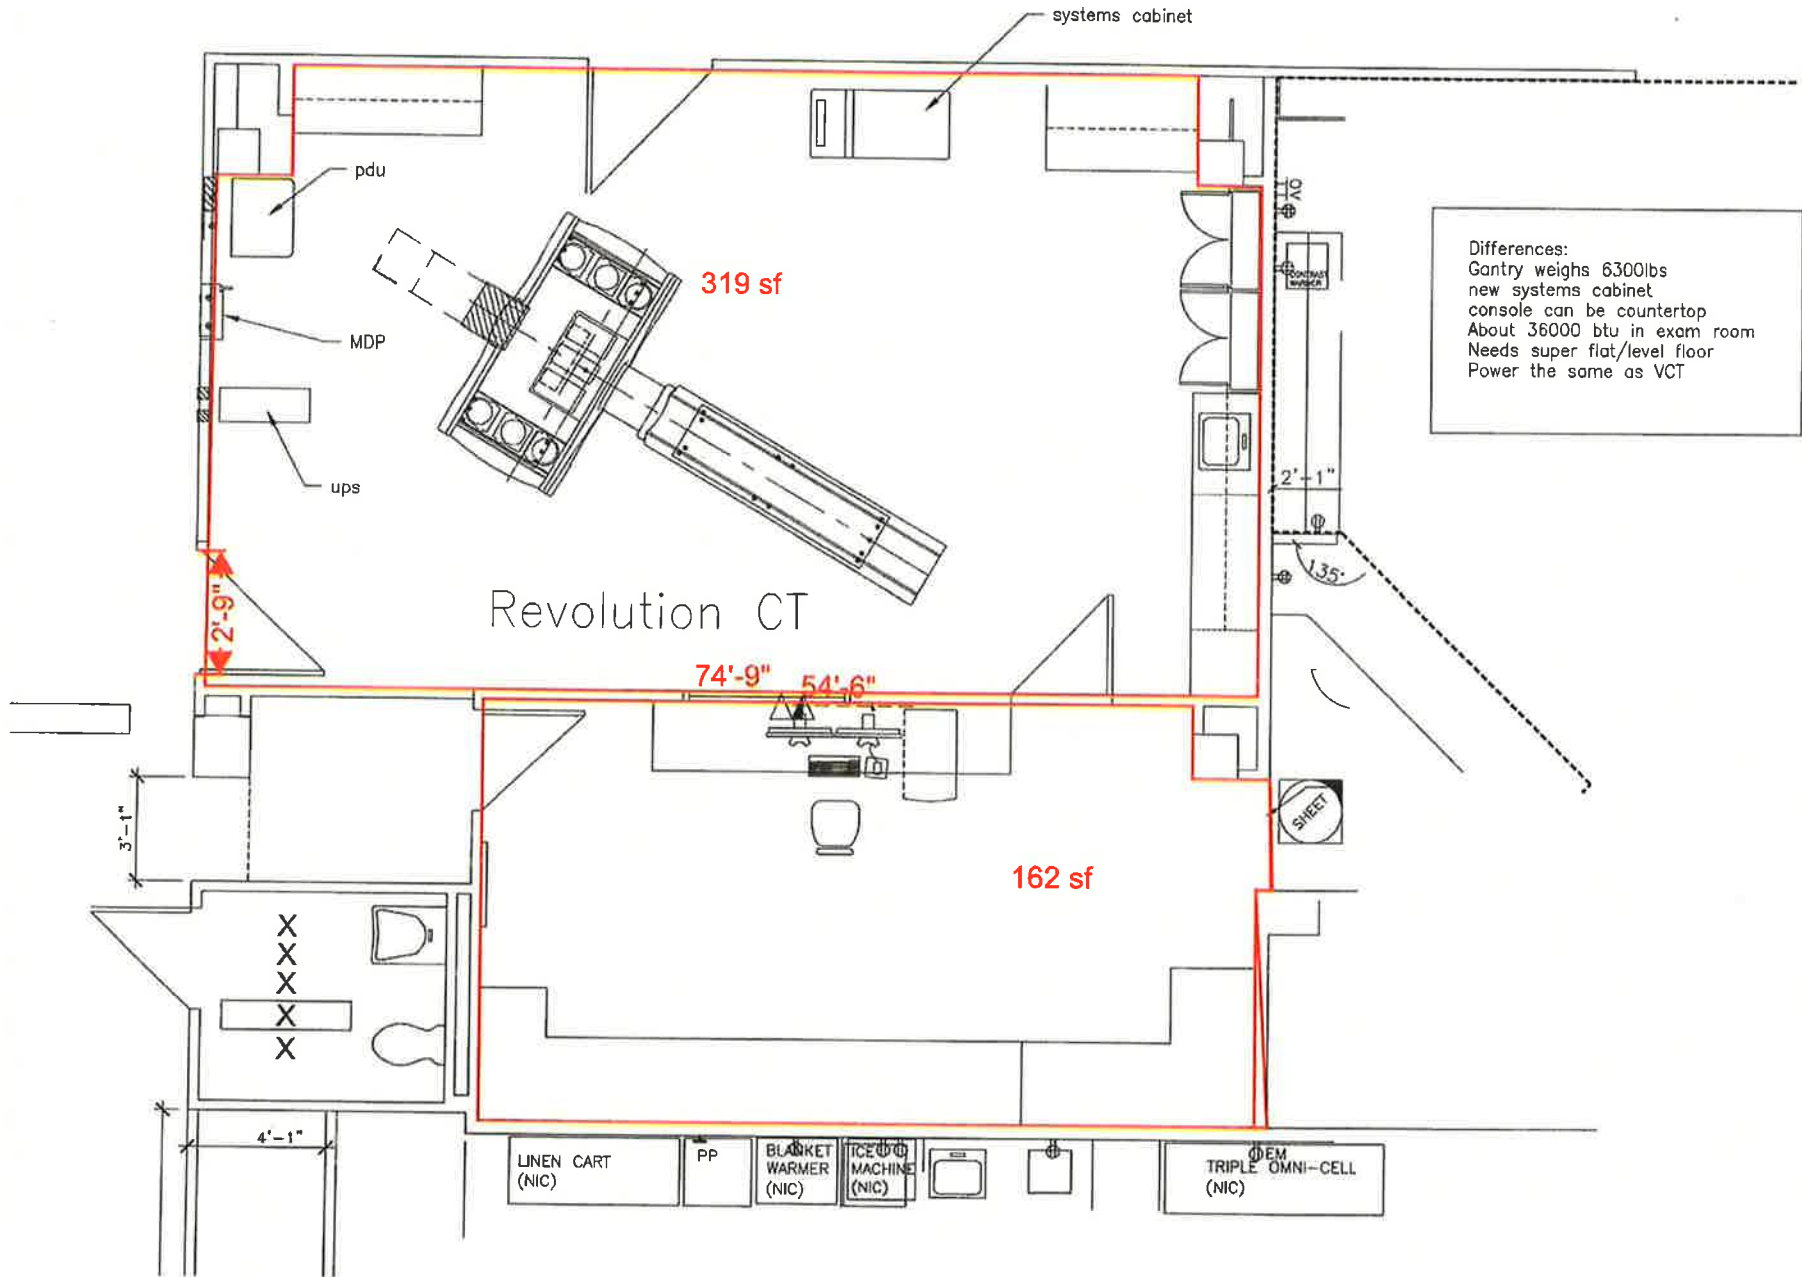 systems cabinet
pdu
319 sf
MDP
ups
Differences:
Gantry weighs 6300lbs
new systems cabinet
console can be countertop
About 36000 btu in exam room
Needs super flat/level floor
Power the same as VCT
OVT
CONTRAST
WARMER
2'-1"
135°
2'-9"
Revolution CT
74'-9"
54'-6"
3'-1"
SHEET
162 sf
X
X
X
X
X
4'-1"
LINEN CART
(NIC)
PP
BLANKET
WARMER
(NIC)
ICE
MACHINE
(NIC)
EM
TRIPLE OMNI-CELL
(NIC)